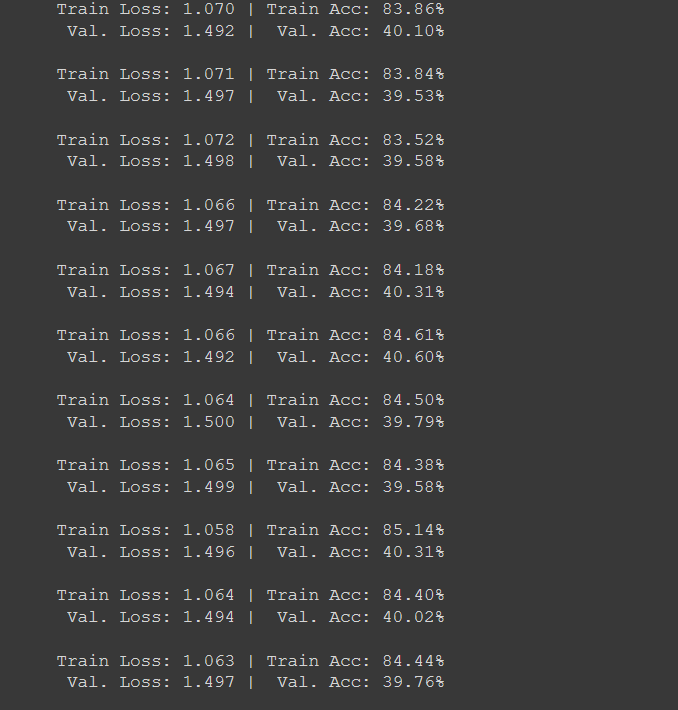 Train Loss: 1.070 | Train Acc: 83.86%
Val. Loss: 1.492 | Val. Acc: 40.10%
Train Loss: 1.071 | Train Acc: 83.84%
Val. Loss: 1.497 | Val. Acc: 39.53%
Train Loss: 1.072 | Train Acc: 83.52%
Val. Loss: 1.498 | Val. Acc: 39.58%
Train Loss: 1.066 | Train Acc: 84.22%
Val. Loss: 1.497 | Val. Acc: 39.68%
Train Loss: 1.067 | Train Acc: 84.18%
Val. Loss: 1.494 | Val. Acc: 40.31%
Train Loss: 1.066 | Train Acc: 84.61%
Val. Loss: 1.492 | Val. Acc: 40.60%
Train Loss: 1.064 | Train Acc: 84.50%
Val. Loss: 1.500 | Val. Acc: 39.79%
Train Loss: 1.065 | Train Acc: 84.38%
Val. Loss: 1.499 | Val. Acc: 39.58%
Train Loss: 1.058 | Train Acc: 85.14%
Val. Loss: 1.496 | Val. Acc: 40.31%
Train Loss: 1.064 | Train Acc: 84.40%
Val. Loss: 1.494 | Val. Acc: 40.02%
Train Loss: 1.063 | Train Acc: 84.44%
Val. Loss: 1.497 | Val. Acc: 39.76%